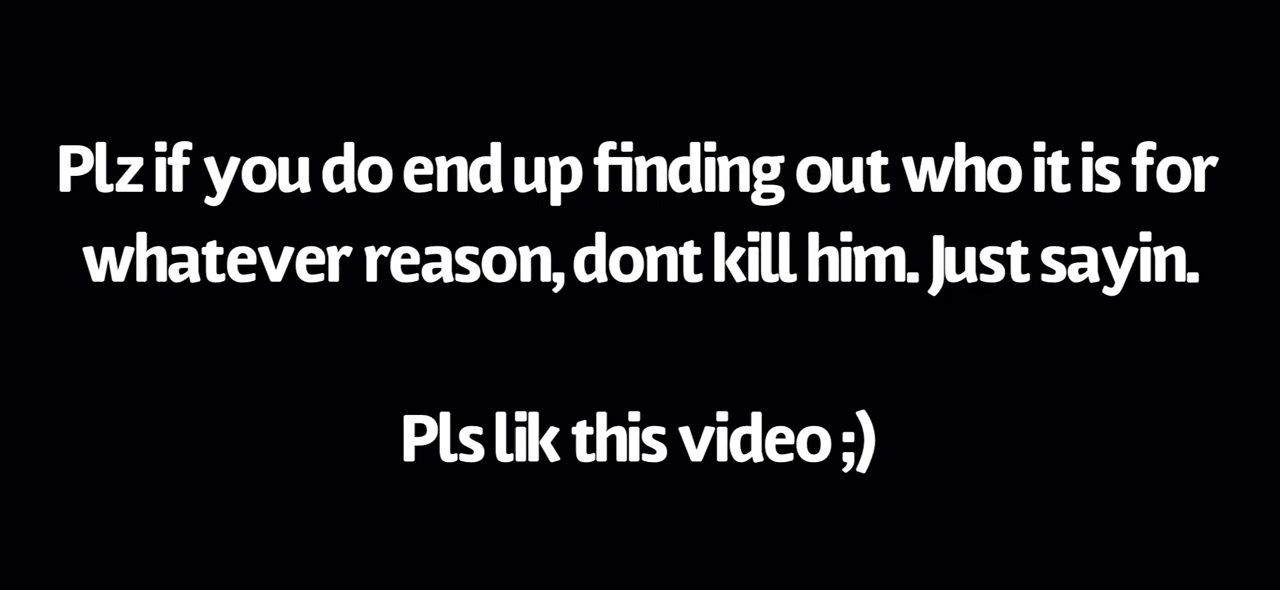 Plz if you do end up finding out who it is for
whatever reason, dont kill him. Just sayin.
Pls lik this video ;)